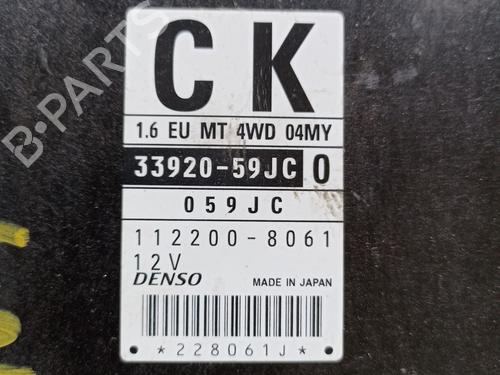 C K
1.6 EU MT 4WD 04MY
33920-59JC 0
059JC
112200-8061
12V
DENSO MADE IN JAPAN
*228061J*
B-PARTS